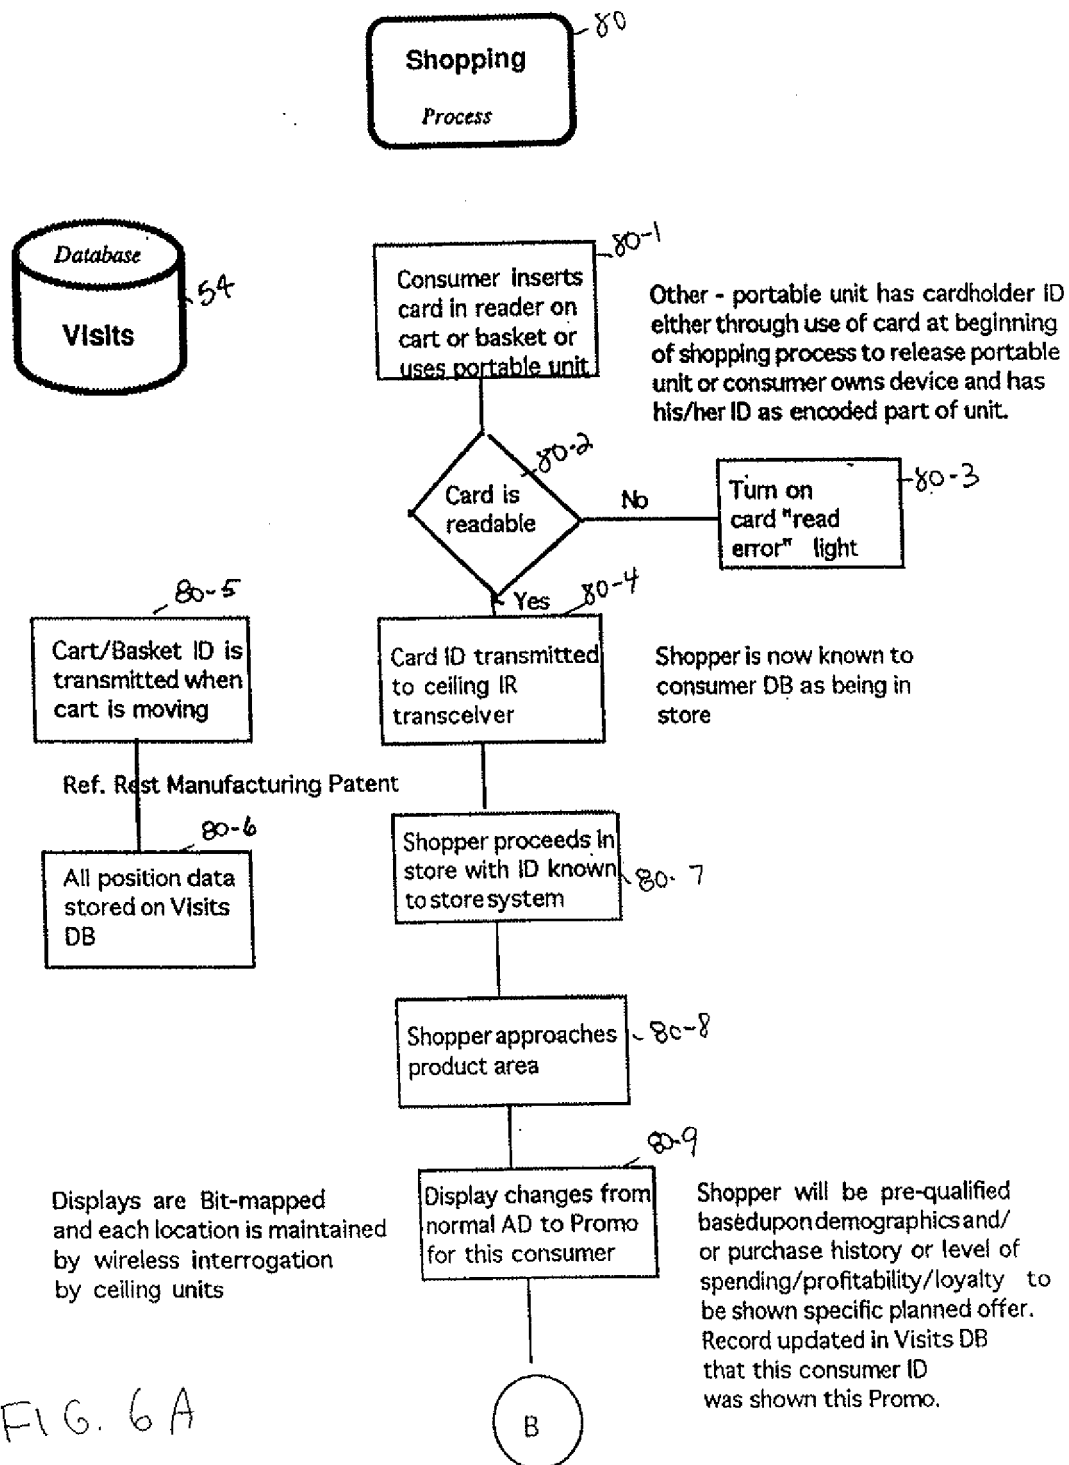 80
Shopping
Process
Database
Visits
54
80-1
Consumer inserts
card in reader on
cart or basket or
uses portable unit
Other - portable unit has cardholder ID
either through use of card at beginning
of shopping process to release portable
unit or consumer owns device and has
his/her ID as encoded part of unit.
80-2
Card is
readable
No
80-3
Turn on
card "read
error" light
Yes
80-4
80-5
Cart/Basket ID is
transmitted when
cart is moving
Card ID transmitted
to ceiling IR
transceiver
Shopper is now known to
consumer DB as being in
store
Ref. Rest Manufacturing Patent
80-6
All position data
stored on Visits
DB
Shopper proceeds in
store with ID known
to store system
80-7
Shopper approaches
product area
80-8
80-9
Displays are Bit-mapped
and each location is maintained
by wireless interrogation
by ceiling units
Display changes from
normal AD to Promo
for this consumer
Shopper will be pre-qualified
based upon demographics and/
or purchase history or level of
spending/profitability/loyalty to
be shown specific planned offer.
Record updated in Visits DB
that this consumer ID
was shown this Promo.
B
FIG. 6A